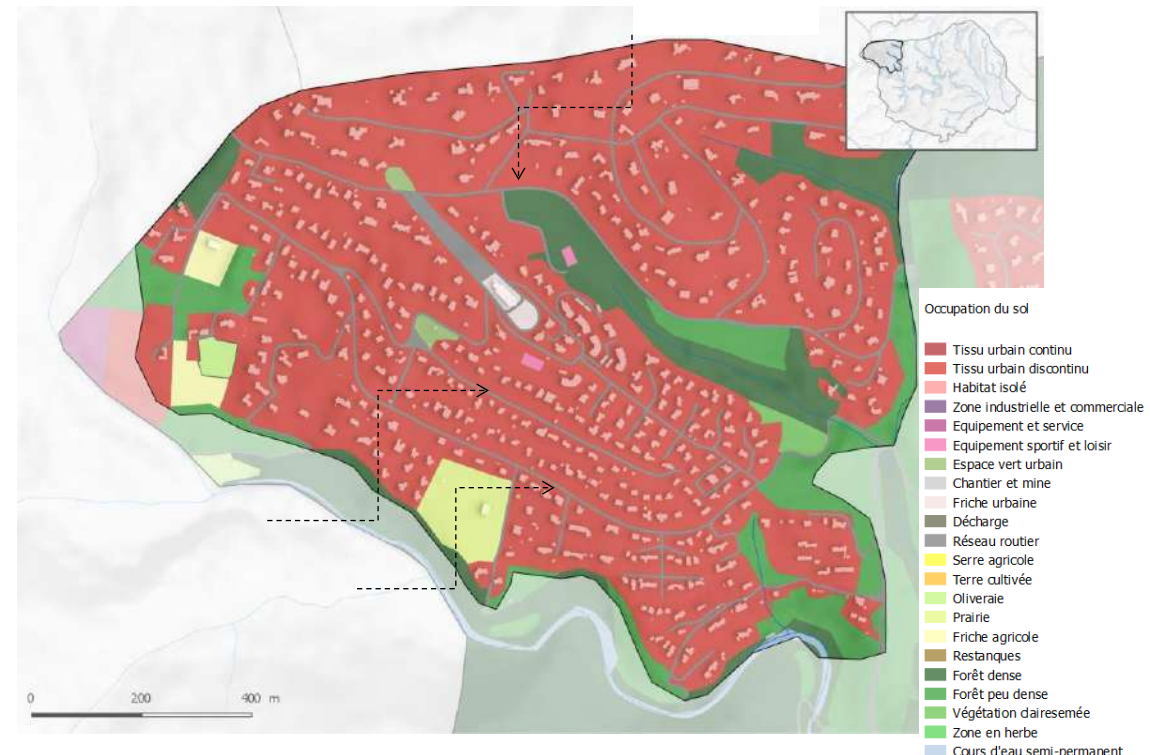 Occupation du sol
Tissu urbain continu
Tissu urbain discontinu
Habitat isolé
Zone industrielle et commerciale
Equipement et service
Equipement sportif et loisir
Espace vert urbain
Chantier et mine
Friche urbaine
Décharge
Réseau routier
Serre agricole
Terre cultivée
Oliveraie
Prairie
Friche agricole
Restanques
Forêt dense
Forêt peu dense
Végétation clairesemée
Zone en herbe
Cours d'eau semi-permanent
0 200 400 m